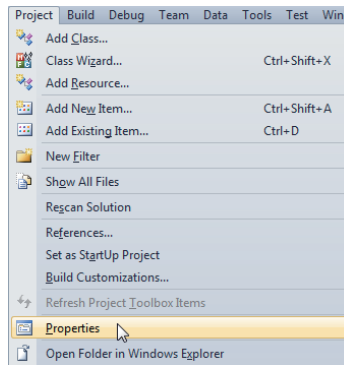 Project Build Debug Team Data Tools Test Win
Add Class...
Class Wizard... Ctrl+Shift+X
Add Resource...
Add New Item... Ctrl+Shift+A
Add Existing Item... Ctrl+D
New Filter
Show All Files
Rescan Solution
References...
Set as StartUp Project
Build Customizations...
Refresh Project Toolbox Items
Properties
Open Folder in Windows Explorer